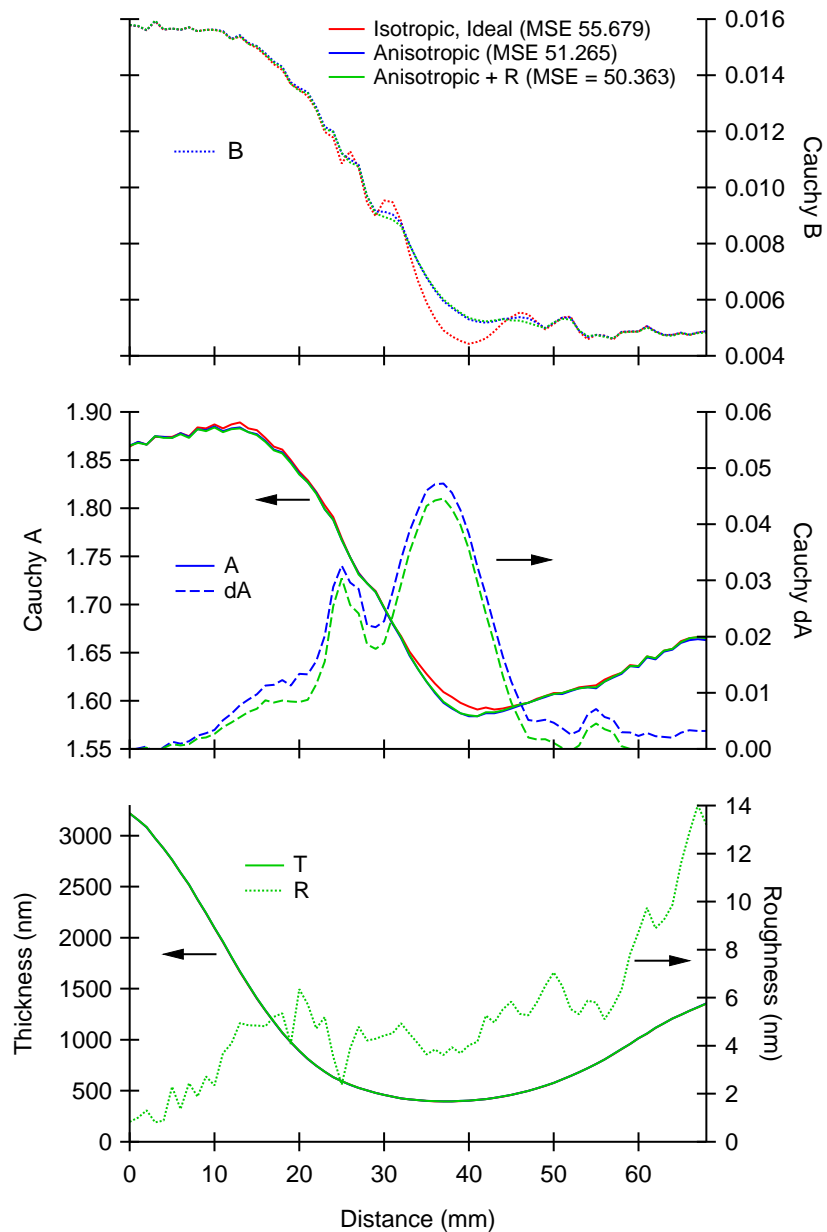 Isotropic, Ideal (MSE 55.679)
Anisotropic (MSE 51.265)
Anisotropic + R (MSE = 50.363)
B
0.016
0.014
0.012
0.010
0.008
0.006
0.004
Cauchy B
1.90
1.85
1.80
1.75
1.70
1.65
1.60
1.55
Cauchy A
A
dA
0.06
0.05
0.04
0.03
0.02
0.01
0.00
Cauchy dA
3000
2500
2000
1500
1000
500
0
Thickness (nm)
T
R
14
12
10
8
6
4
2
0
Roughness (nm)
0 10 20 30 40 50 60
Distance (mm)